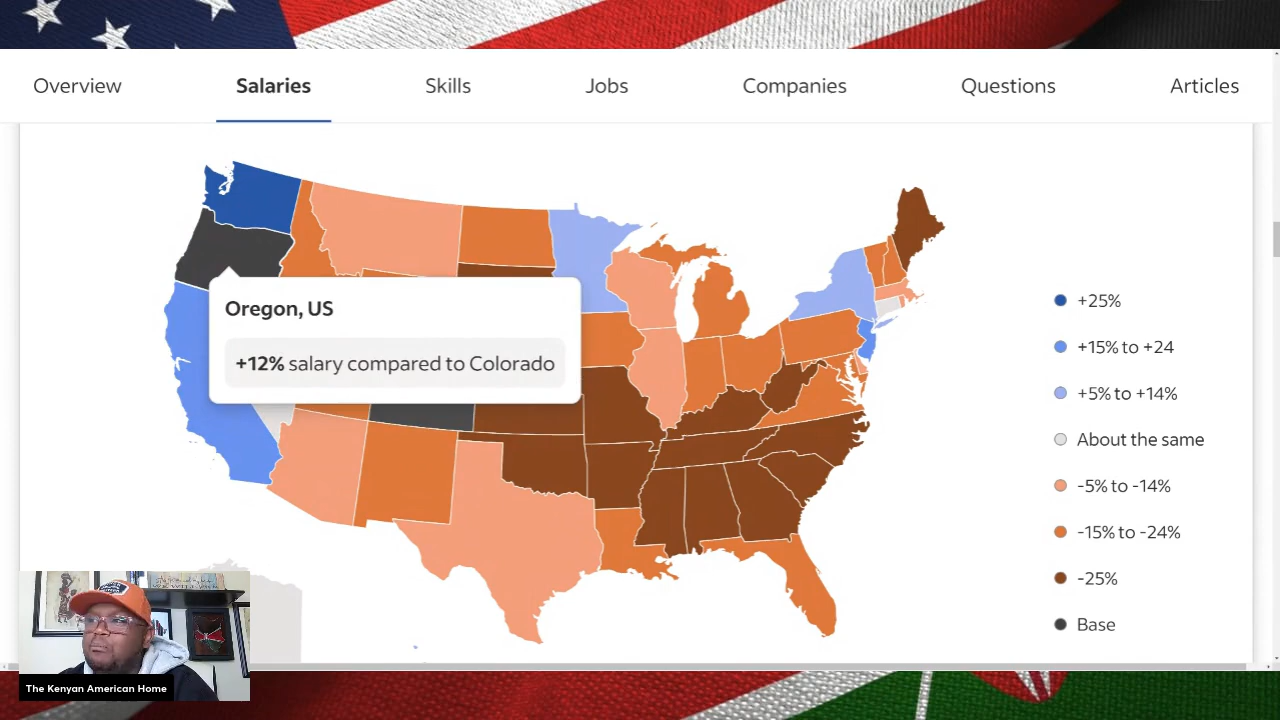 Overview
Salaries
Skills
Jobs
Companies
Questions
Articles
Oregon, US
+12% salary compared to Colorado
+25%
+15% to +24
+5% to +14%
About the same
-5% to -14%
-15% to -24%
-25%
Base
The Kenyan American Home